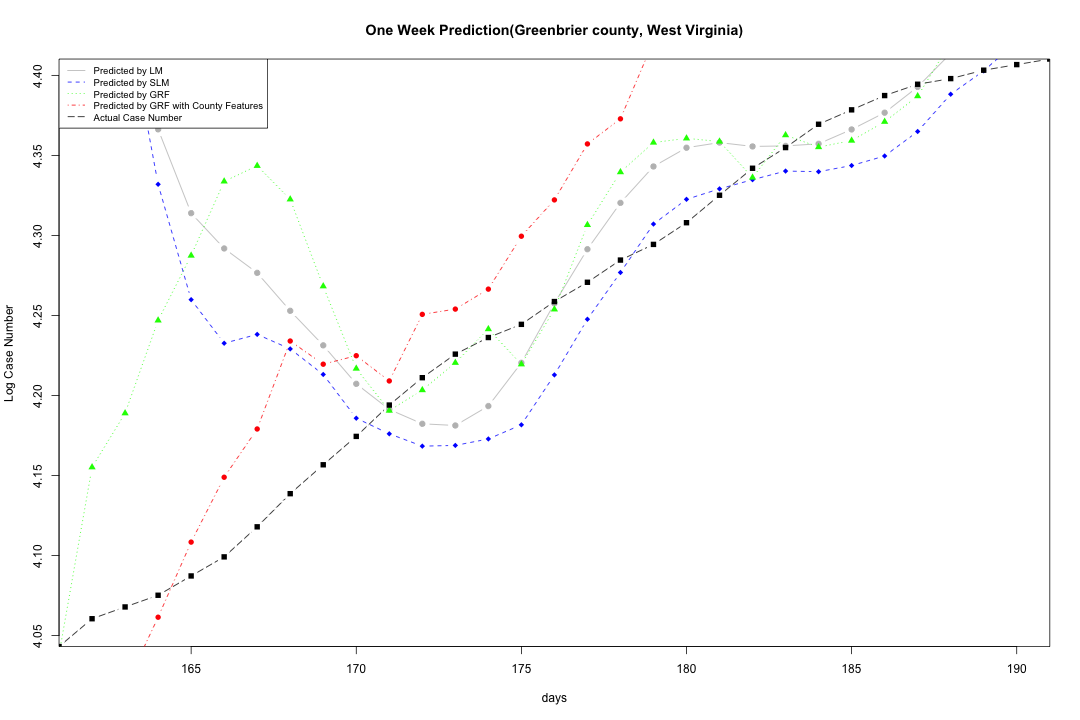 One Week Prediction(Greenbrier county, West Virginia)
Predicted by LM
Predicted by SLM
Predicted by GRF
Predicted by GRF with County Features
Actual Case Number
4.40
4.35
4.30
4.25
4.20
4.15
4.10
4.05
Log Case Number
165 170 175 180 185 190
days